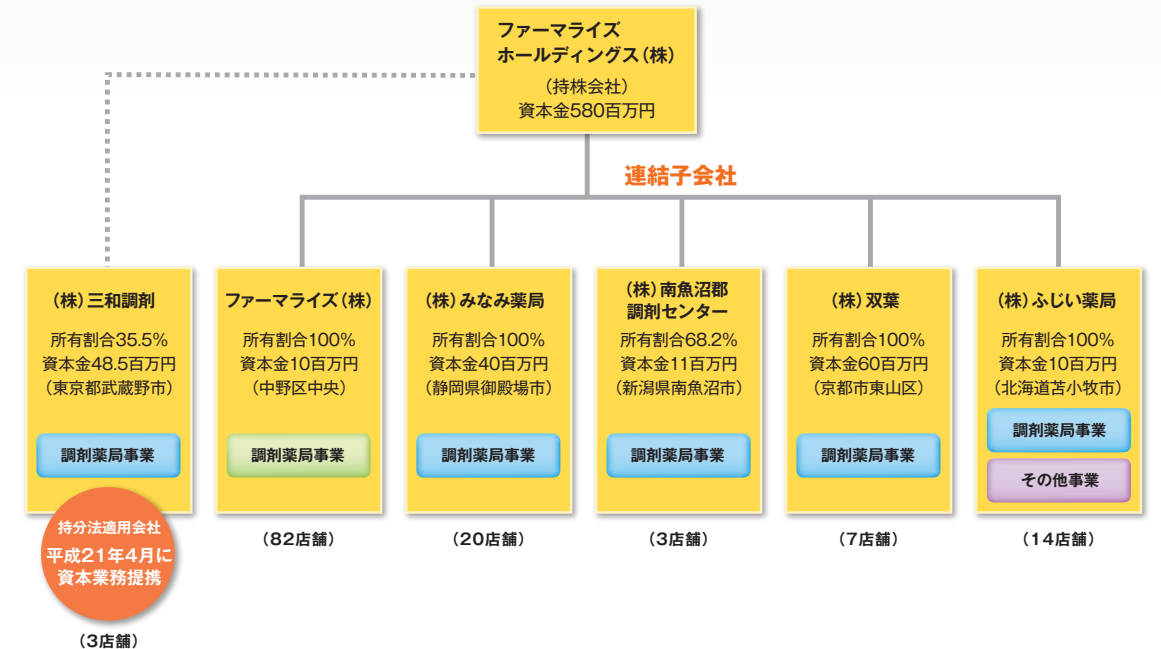 ファーマライズ
ホールディングス（株）
（持株会社）
資本金580百万円
連結子会社
（株）三和調剤
所有割合35.5%
資本金48.5百万円
（東京都武蔵野市）
調剤薬局事業
持分法適用会社
平成21年4月に
資本業務提携
（3店舗）
ファーマライズ（株）
所有割合100%
資本金10百万円
（中野区中央）
調剤薬局事業
（82店舗）
（株）みなみ薬局
所有割合100%
資本金40百万円
（静岡県御殿場市）
調剤薬局事業
（20店舗）
（株）南魚沼郡
調剤センター
所有割合68.2%
資本金11百万円
（新潟県南魚沼市）
調剤薬局事業
（3店舗）
（株）双葉
所有割合100%
資本金60百万円
（京都市東山区）
調剤薬局事業
（7店舗）
（株）ふじい薬局
所有割合100%
資本金10百万円
（北海道苫小牧市）
調剤薬局事業
その他事業
（14店舗）